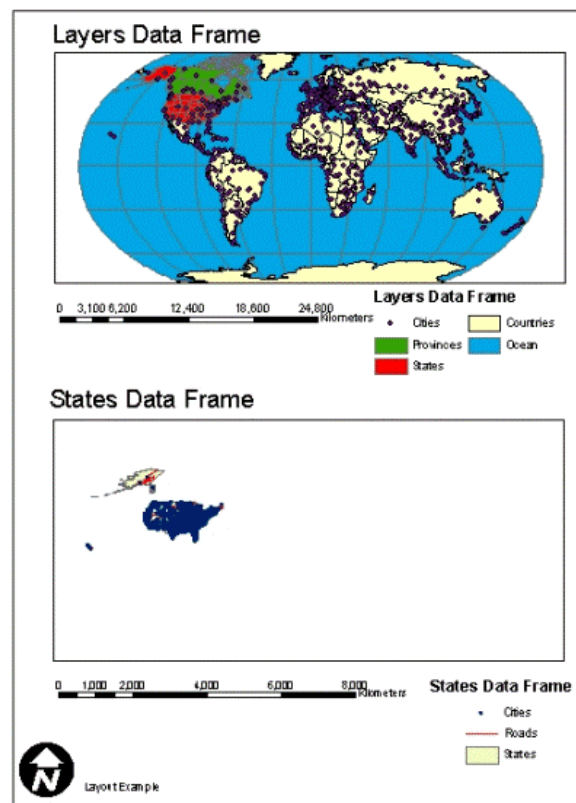 Layers Data Frame
0 3,100 6,200 12,400 18,600 24,800
Kilometers
Layers Data Frame
Cities Countries
Provinces Ocean
States
States Data Frame
0 1,000 2,000 4,000 6,000 8,000
Kilometers
States Data Frame
Cities
Roads
States
N
Layout Example